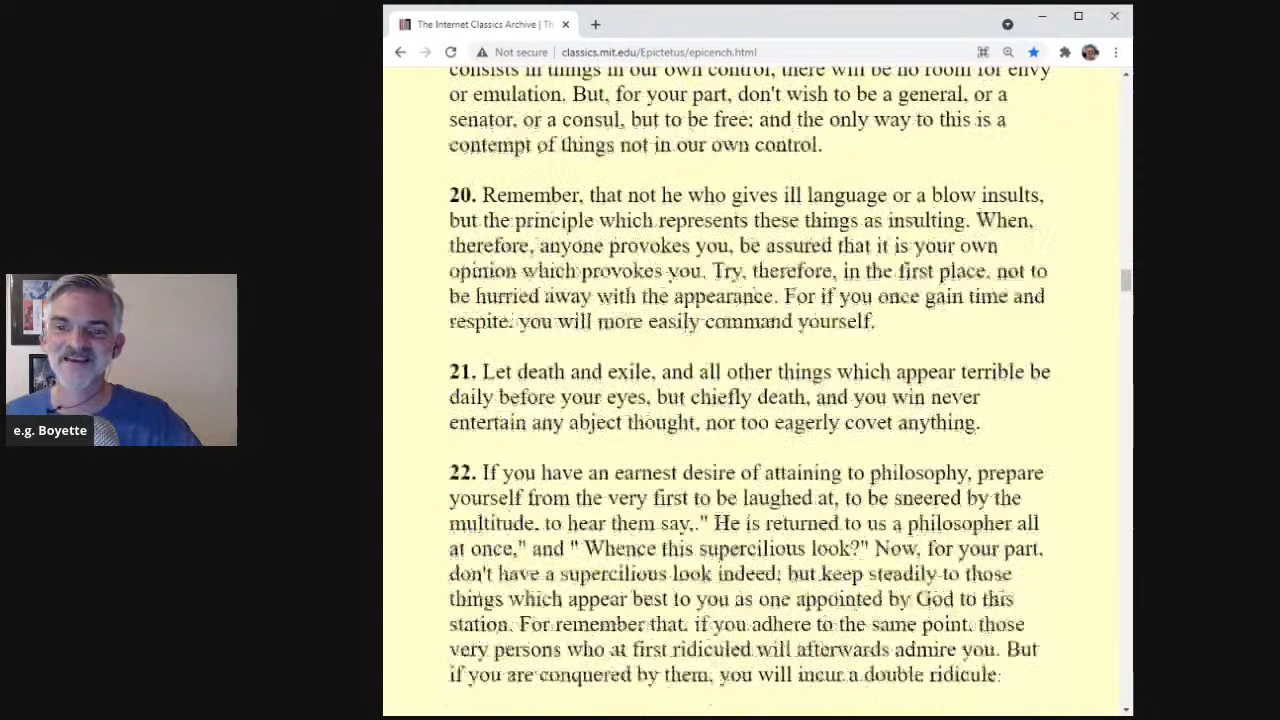 The Internet Classics Archive | Th
Not secure
classics.mit.edu/Epictetus/epicench.html
consists in things in our own control, there will be no room for envy
or emulation. But, for your part, don't wish to be a general, or a
senator, or a consul, but to be free; and the only way to this is a
contempt of things not in our own control.
20. Remember, that not he who gives ill language or a blow insults,
but the principle which represents these things as insulting. When,
therefore, anyone provokes you, be assured that it is your own
opinion which provokes you. Try, therefore, in the first place, not to
be hurried away with the appearance. For if you once gain time and
respite, you will more easily command yourself.
21. Let death and exile, and all other things which appear terrible be
daily before your eyes, but chiefly death, and you win never
entertain any abject thought, nor too eagerly covet anything.
22. If you have an earnest desire of attaining to philosophy, prepare
yourself from the very first to be laughed at, to be sneered by the
multitude, to hear them say,." He is returned to us a philosopher all
at once," and " Whence this supercilious look?" Now, for your part,
don't have a supercilious look indeed; but keep steadily to those
things which appear best to you as one appointed by God to this
station. For remember that, if you adhere to the same point, those
very persons who at first ridiculed will afterwards admire you. But
if you are conquered by them, you will incur a double ridicule.
e.g. Boyette